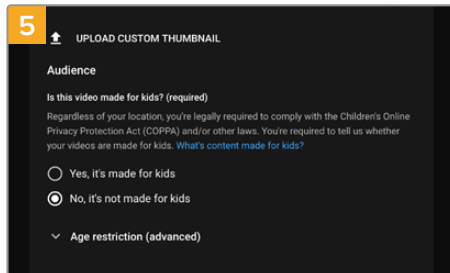 5
UPLOAD CUSTOM THUMBNAIL
Audience
Is this video made for kids? (required)
Regardless of your location, you're legally required to comply with the Children's Online
Privacy Protection Act (COPPA) and/or other laws. You're required to tell us whether
your videos are made for kids. What's content made for kids?
Yes, it's made for kids
No, it's not made for kids
Age restriction (advanced)